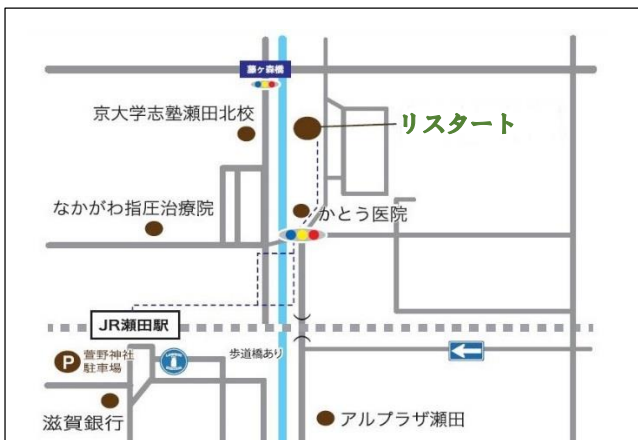 藤ヶ森橋
京大学志塾瀬田北校
リスタート
なかがわ指圧治療院
かとう医院
JR瀬田駅
P
萱野神社
駐車場
歩道橋あり
滋賀銀行
アルプラザ瀬田